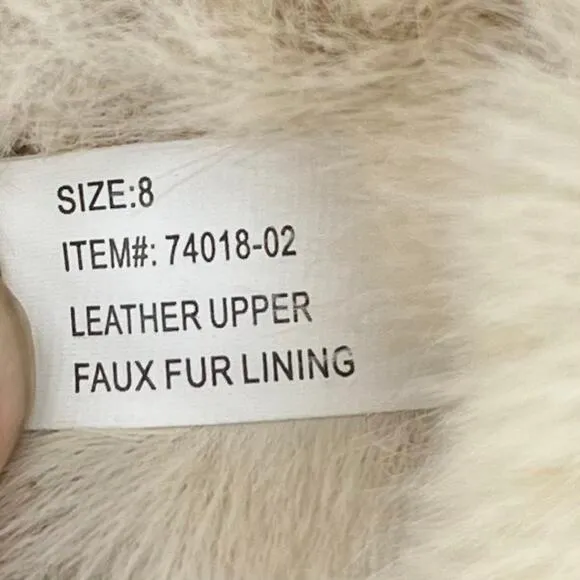 SIZE:8
ITEM#: 74018-02
LEATHER UPPER
FAUX FUR LINING